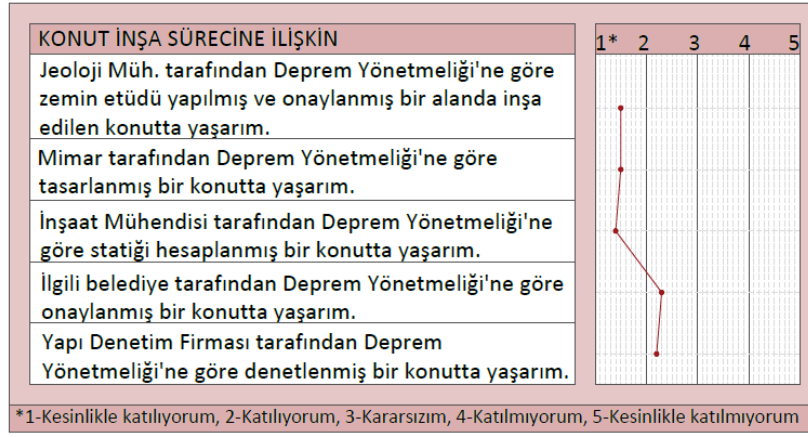 KONUT İNŞA SÜRECİNE İLİŞKİN
1* 2 3 4 5
Jeoloji Müh. tarafından Deprem Yönetmeliği'ne göre
zemin etüdü yapılmış ve onaylanmış bir alanda inşa
edilen konutta yaşarım.
Mimar tarafından Deprem Yönetmeliği'ne göre
tasarlanmış bir konutta yaşarım.
İnşaat Mühendisi tarafından Deprem Yönetmeliği'ne
göre statiği hesaplanmış bir konutta yaşarım.
İlgili belediye tarafından Deprem Yönetmeliği'ne göre
onaylanmış bir konutta yaşarım.
Yapı Denetim Firması tarafından Deprem
Yönetmeliği'ne göre denetlenmiş bir konutta yaşarım.
*1-Kesinlikle katılıyorum, 2-Katılıyorum, 3-Kararsızım, 4-Katılmıyorum, 5-Kesinlikle katılmıyorum